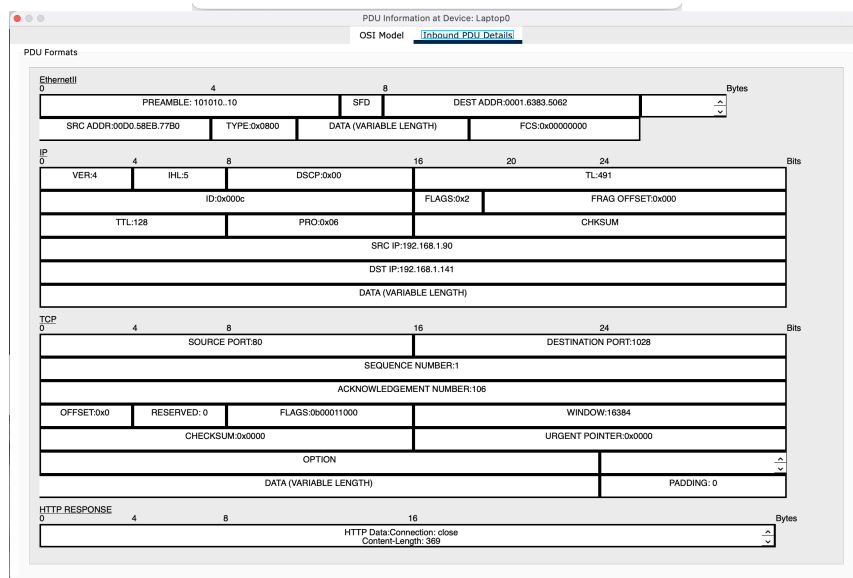 PDU Information at Device: Laptop0
OSI Model Inbound PDU Details
PDU Formats
EthernetII
0 4 8 Bytes
PREAMBLE: 101010..10 SFD DEST ADDR:0001.6383.5062
SRC ADDR:00D0.58EB.77B0 TYPE:0x0800 DATA (VARIABLE LENGTH) FCS:0x00000000
IP
0 4 8 16 20 24 Bits
VER:4 IHL:5 DSCP:0x00 TL:491
ID:0x000c FLAGS:0x2 FRAG OFFSET:0x000
TTL:128 PRO:0x06 CHKSUM
SRC IP:192.168.1.90
DST IP:192.168.1.141
DATA (VARIABLE LENGTH)
TCP
0 4 8 16 24 Bits
SOURCE PORT:80 DESTINATION PORT:1028
SEQUENCE NUMBER:1
ACKNOWLEDGEMENT NUMBER:106
OFFSET:0x0 RESERVED: 0 FLAGS:0b00011000 WINDOW:16384
CHECKSUM:0x0000 URGENT POINTER:0x0000
OPTION
DATA (VARIABLE LENGTH) PADDING: 0
HTTP RESPONSE
0 4 8 16 Bytes
HTTP Data:Connection: close
Content-Length: 369